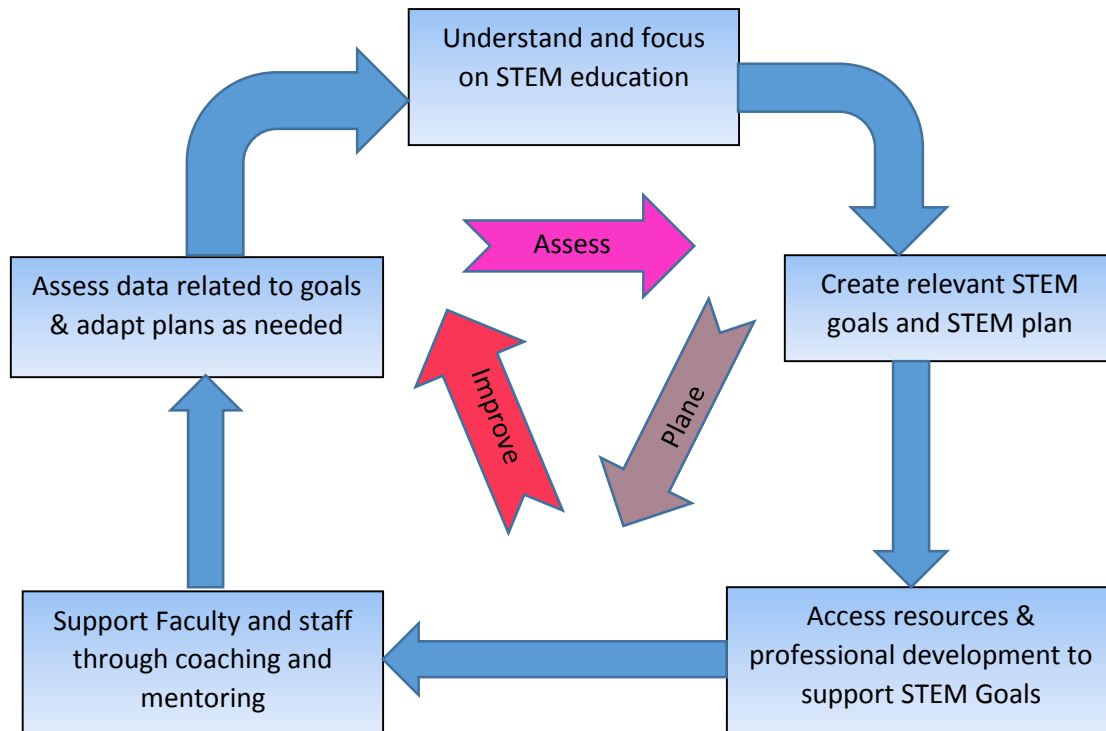 Understand and focus
on STEM education
Assess
Assess data related to goals
& adapt plans as needed
Create relevant STEM
goals and STEM plan
Improve
Plane
Support Faculty and staff
through coaching and
mentoring
Access resources &
professional development to
support STEM Goals